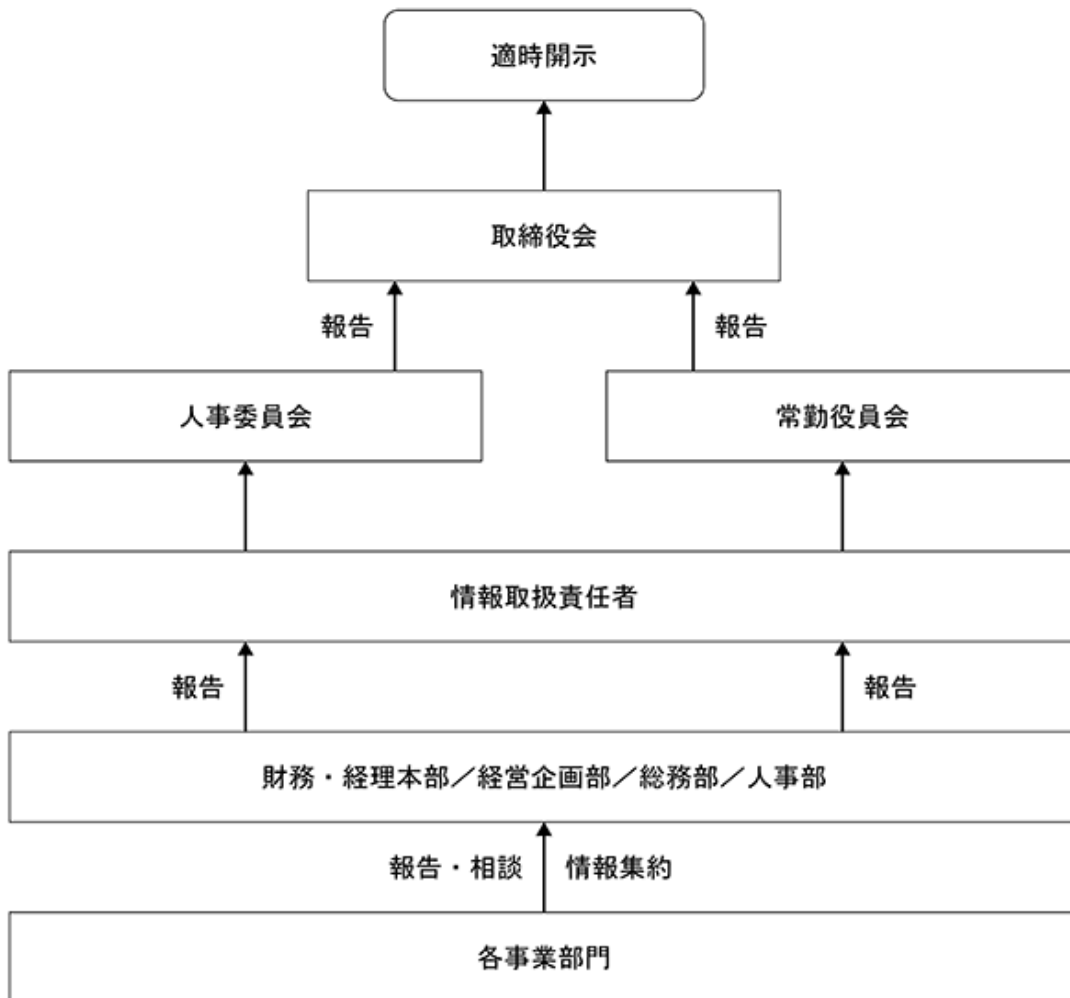 適時開示
取締役会
報告
報告
人事委員会
常勤役員会
情報取扱責任者
報告
報告
財務・経理本部／経営企画部／総務部／人事部
報告・相談
情報集約
各事業部門